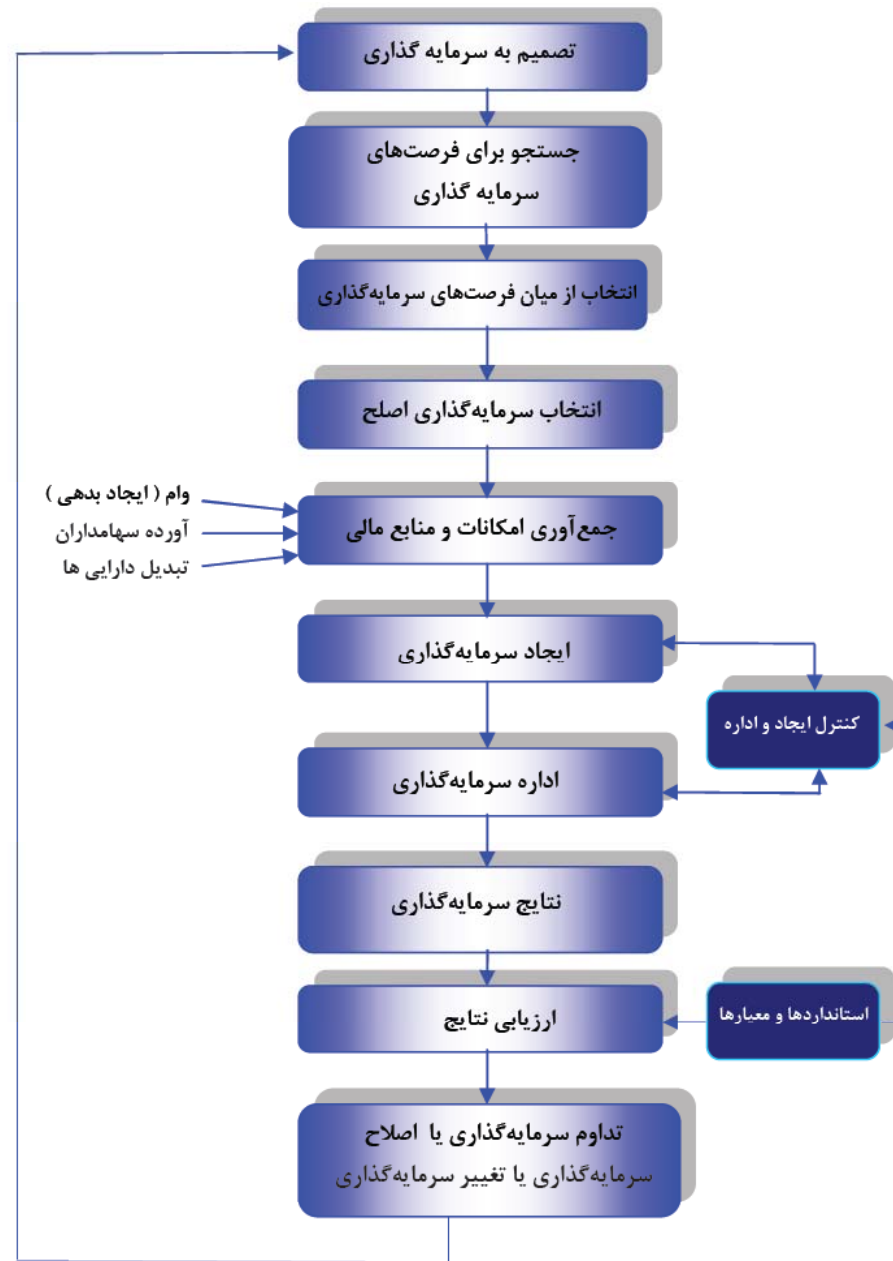 تصمیم به سرمایه گذاری
جستجو برای فرصت‌های
سرمایه گذاری
انتخاب از میان فرصت‌های سرمایه‌گذاری
انتخاب سرمایه‌گذاری اصلح
وام ( ایجاد بدهی )
آورده سهامداران
تبدیل دارایی ها
جمع‌آوری امکانات و منابع مالی
ایجاد سرمایه‌گذاری
کنترل ایجاد و اداره
اداره سرمایه‌گذاری
نتایج سرمایه‌گذاری
استانداردها و معیارها
ارزیابی نتایج
تداوم سرمایه‌گذاری یا اصلاح
سرمایه‌گذاری یا تغییر سرمایه‌گذاری